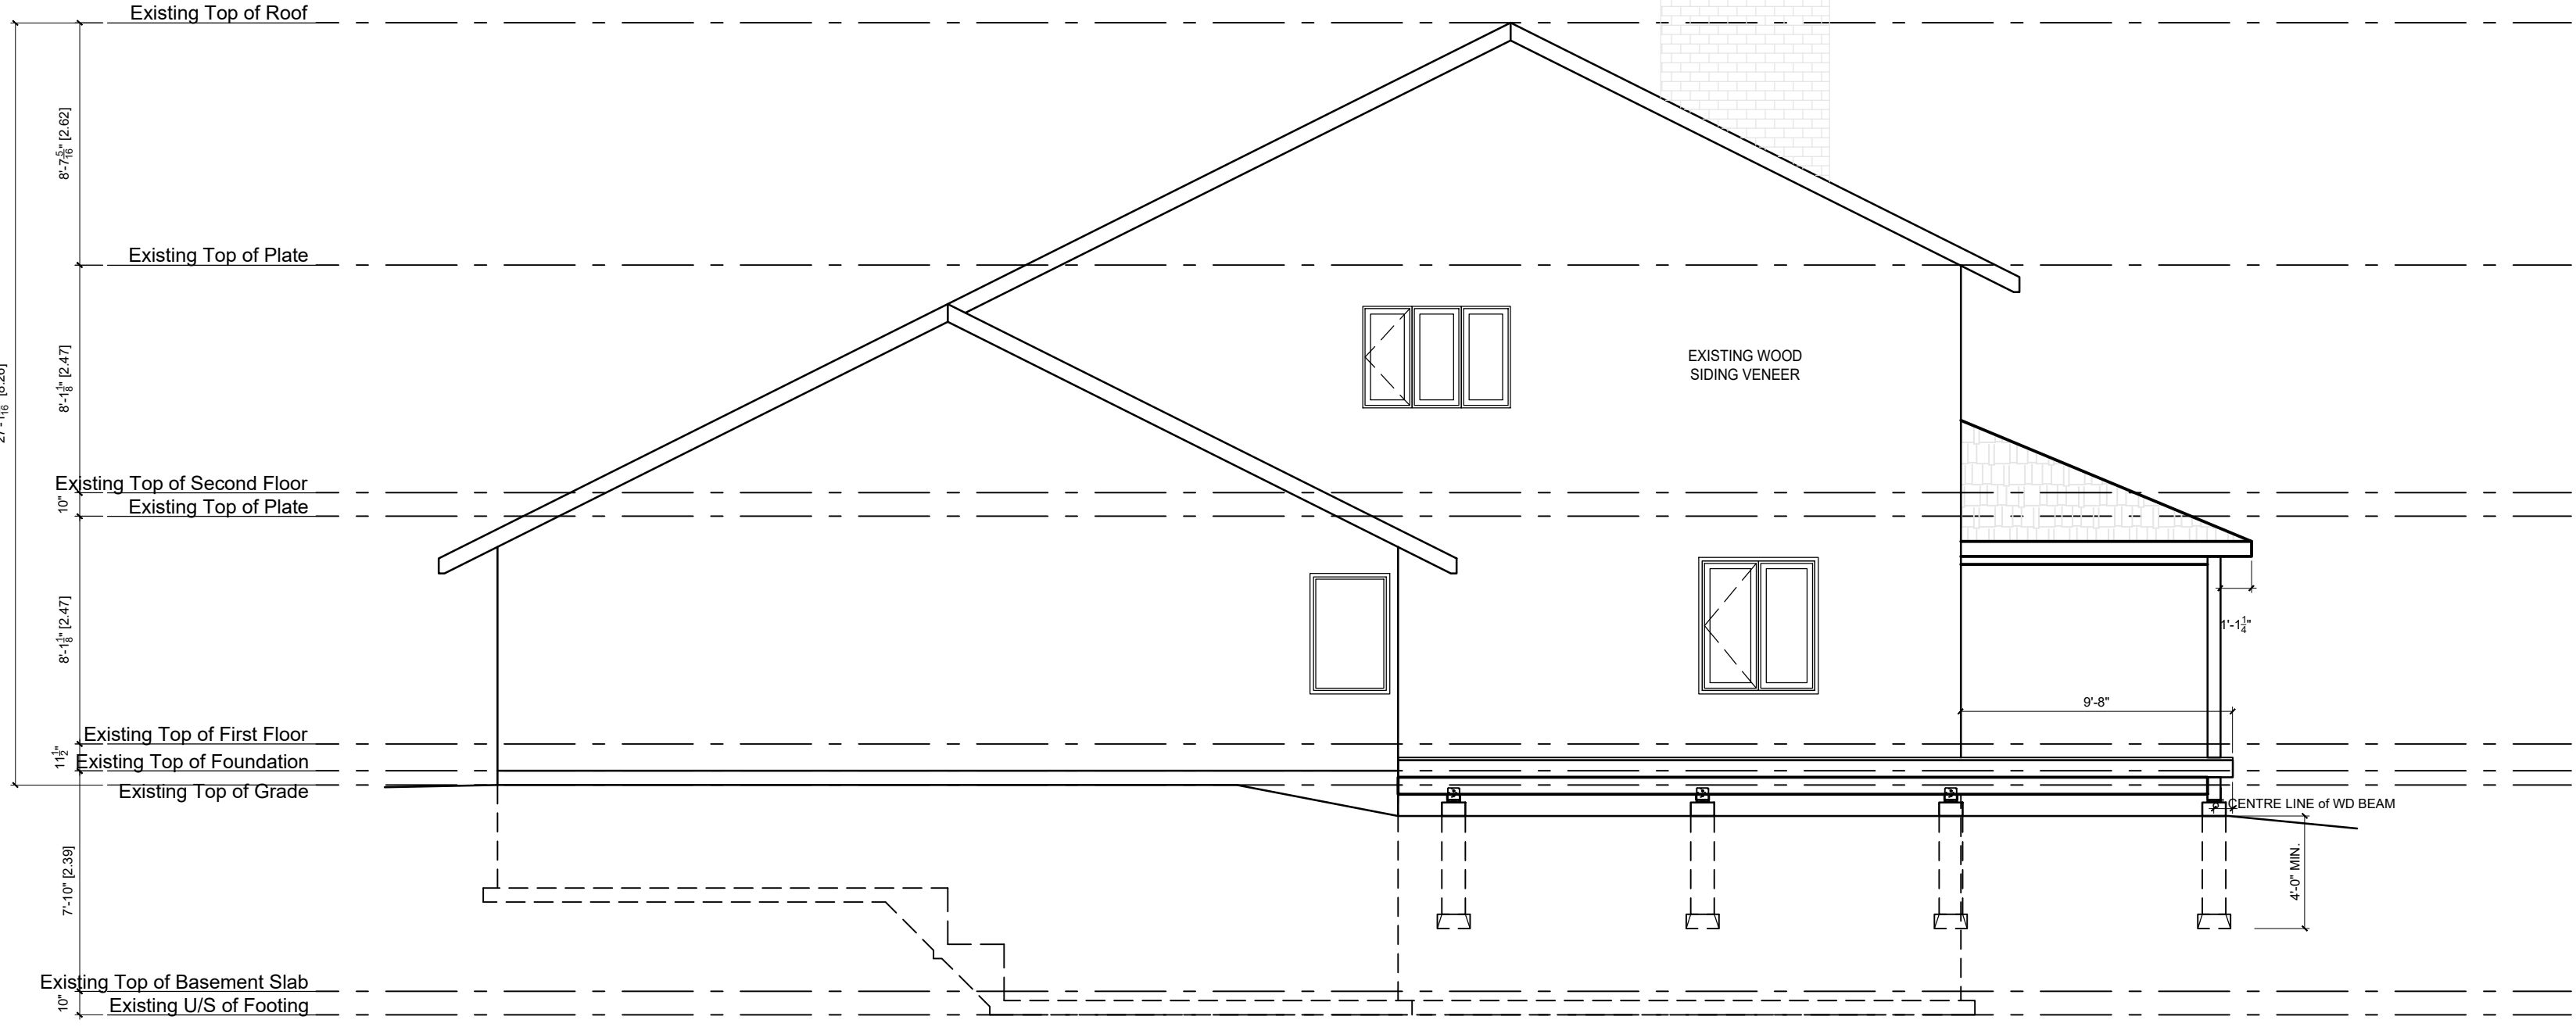 Existing Top of Roof
8'-7 5/16" [2.62]
Existing Top of Plate
8'-1 1/8" [2.47]
EXISTING WOOD
SIDING VENEER
Existing Top of Second Floor
10"
Existing Top of Plate
8'-1 1/8" [2.47]
1'-1 1/4"
9'-8"
Existing Top of First Floor
11 1/2"
Existing Top of Foundation
Existing Top of Grade
CENTRE LINE of WD BEAM
4'-0" MIN.
7'-10" [2.39]
Existing Top of Basement Slab
10"
Existing U/S of Footing